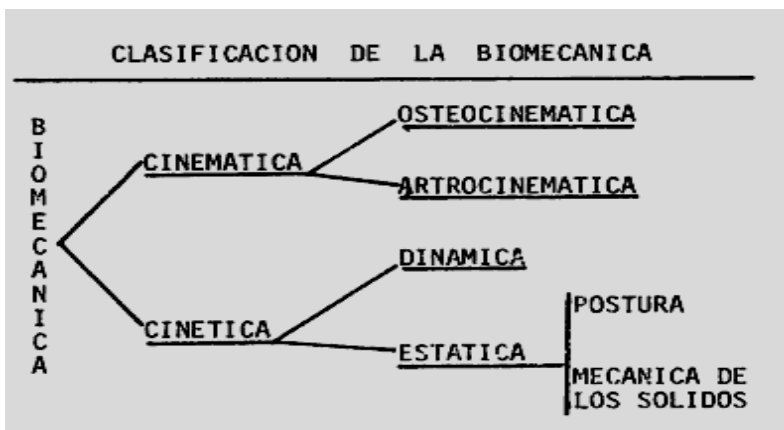 CLASIFICACION DE LA BIOMECANICA
BIOMECANICA
CINEMATICA
OSTEOCINEMATICA
ARTROCINEMATICA
CINETICA
DINAMICA
ESTATICA
POSTURA
MECANICA DE
LOS SOLIDOS